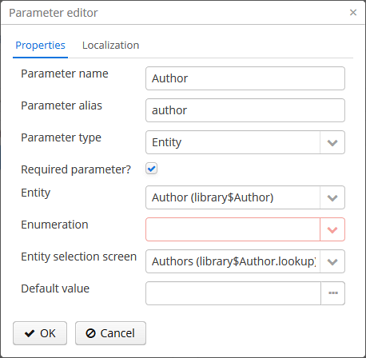 Parameter editor
Properties Localization
Parameter name Author
Parameter alias author
Parameter type Entity
Required parameter?
Entity Author (library$Author)
Enumeration
Entity selection screen Authors (library$Author.lookup)
Default value
OK Cancel